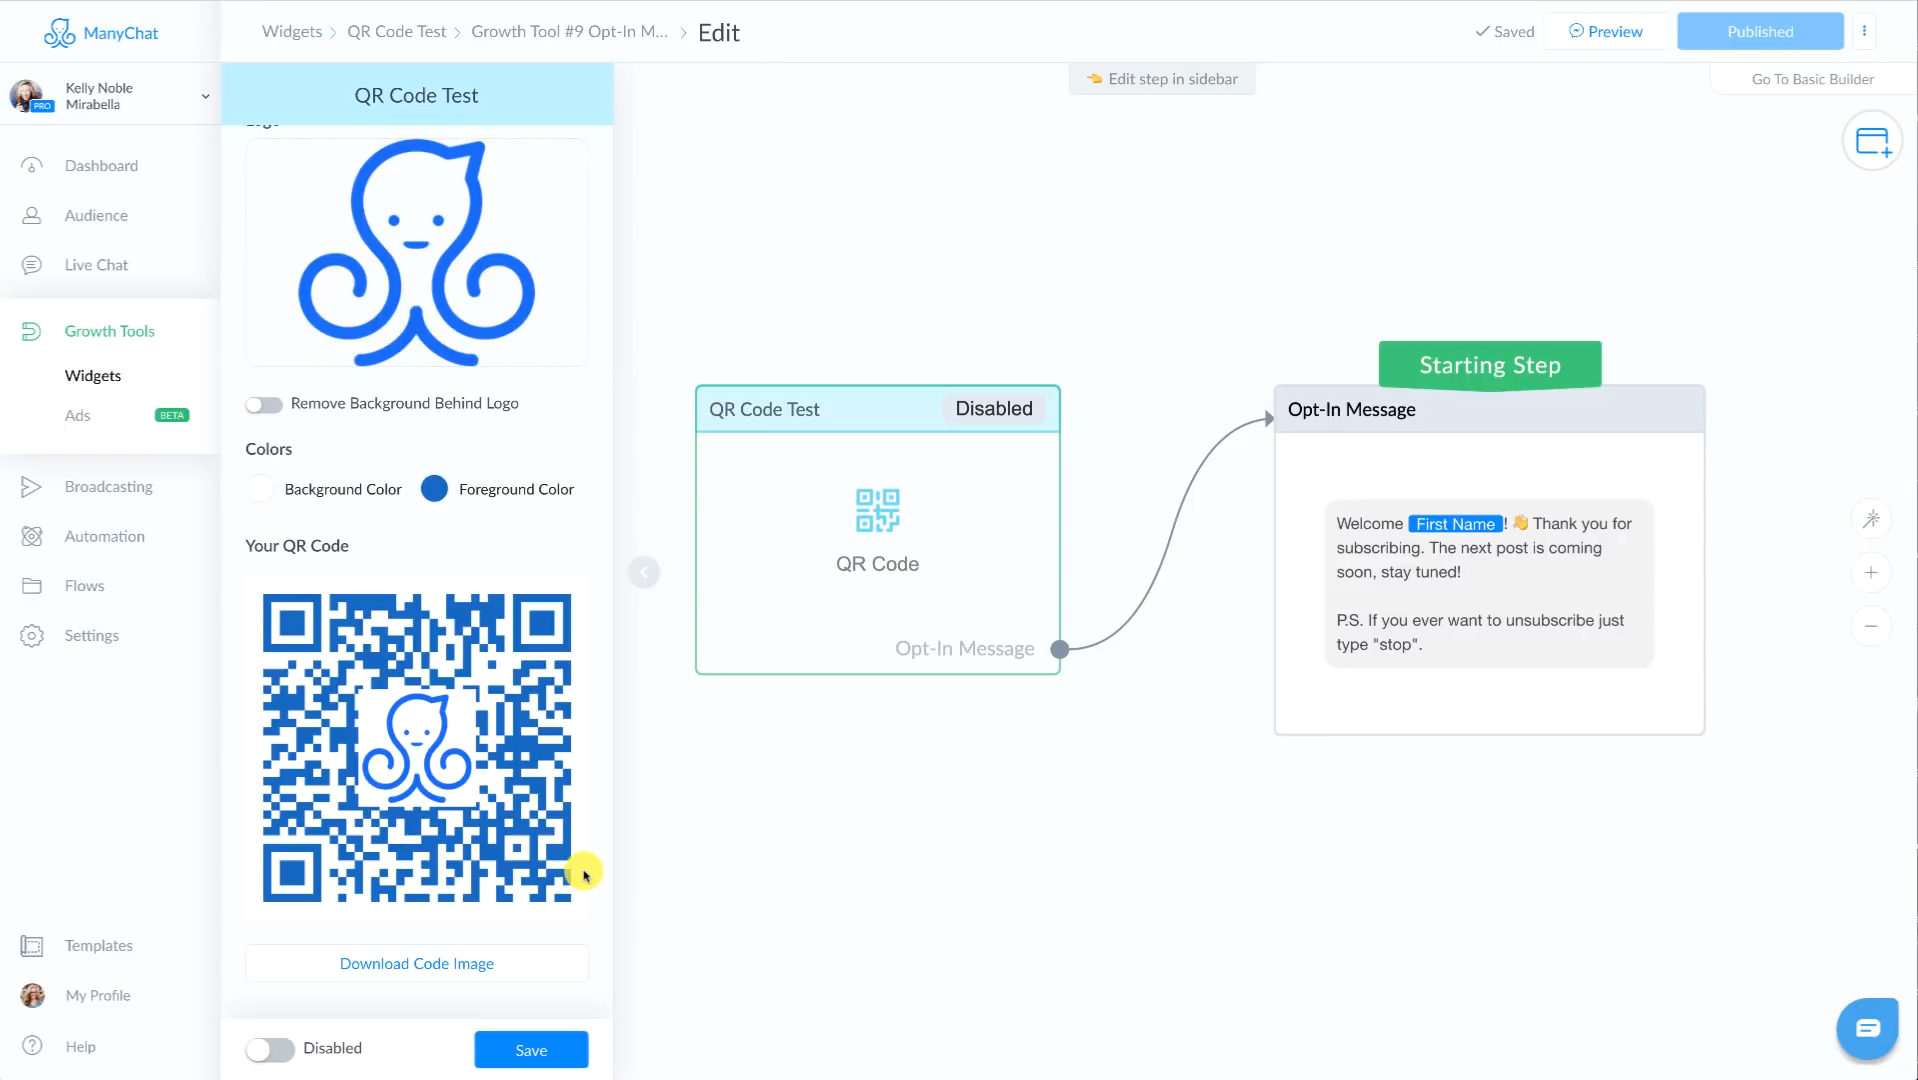 ManyChat
Widgets > QR Code Test > Growth Tool #9 Opt-In M... > Edit
Saved
Preview
Published
Kelly Noble
Mirabella
PRO
QR Code Test
Edit step in sidebar
Go To Basic Builder
Logo
Dashboard
Audience
Live Chat
Growth Tools
Widgets
Ads
BETA
Broadcasting
Automation
Flows
Settings
Templates
My Profile
Help
Remove Background Behind Logo
Colors
Background Color
Foreground Color
Your QR Code
Download Code Image
Disabled
Save
QR Code Test
Disabled
QR Code
Opt-In Message
Starting Step
Opt-In Message
Welcome First Name! 👋 Thank you for
subscribing. The next post is coming
soon, stay tuned!
P.S. If you ever want to unsubscribe just
type "stop".